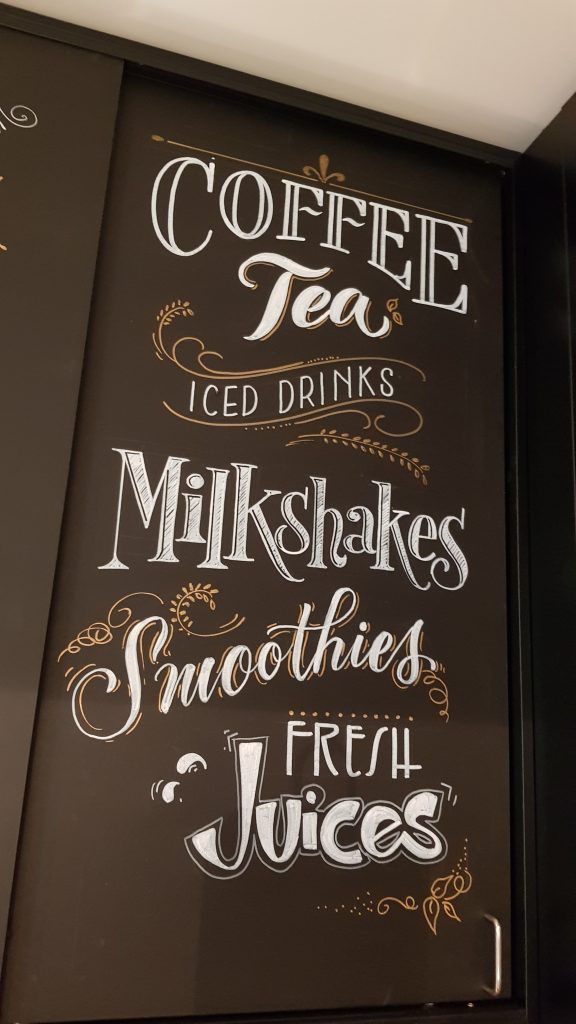 COFFEE
Tea
ICED DRINKS
Milkshakes
Smoothies
FRESH
Juices